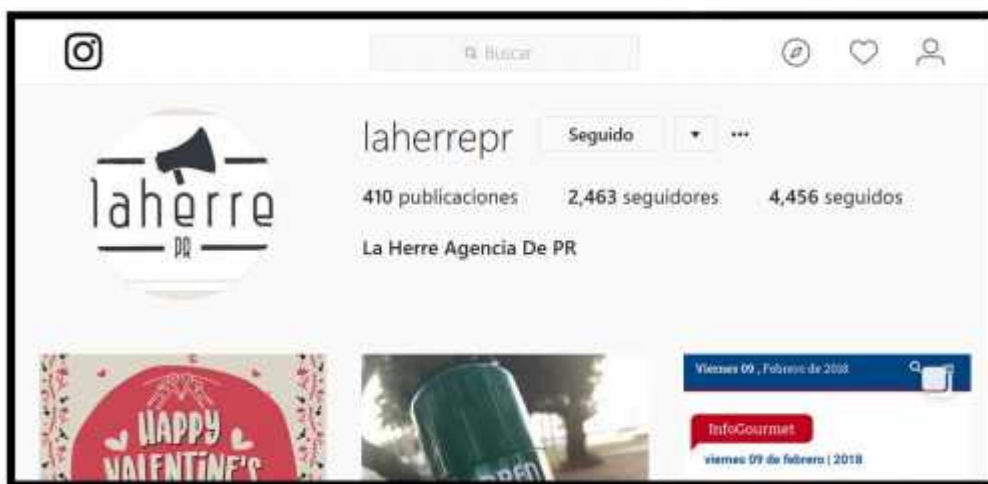 Buscar
laherrepr Seguido
410 publicaciones 2,463 seguidores 4,456 seguidos
La Herre Agencia De PR
laherre
PR
HAPPY
VALENTINE'S
Viernes 09 , Febrero de 2018
InfoGourmet
viernes 09 de febrero | 2018